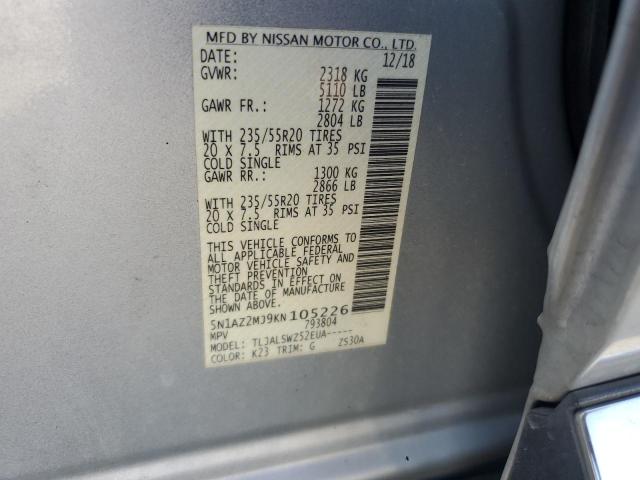 MFD BY NISSAN MOTOR CO., LTD.
DATE: 12/18
GVWR: 2318 KG
5110 LB
GAWR FR.: 1272 KG
2804 LB
WITH 235/55R20 TIRES
20 X 7.5 RIMS AT 35 PSI
COLD SINGLE
GAWR RR.: 1300 KG
2866 LB
WITH 235/55R20 TIRES
20 X 7.5 RIMS AT 35 PSI
COLD SINGLE
THIS VEHICLE CONFORMS TO
ALL APPLICABLE FEDERAL
MOTOR VEHICLE SAFETY AND
THEFT PREVENTION
STANDARDS IN EFFECT ON
THE DATE OF MANUFACTURE
SHOWN ABOVE.
5N1AZ2MJ9KN105226
MPV 793804
MODEL: TLJALSWZ52EUA-----
COLOR: K23 TRIM: G ZS30A